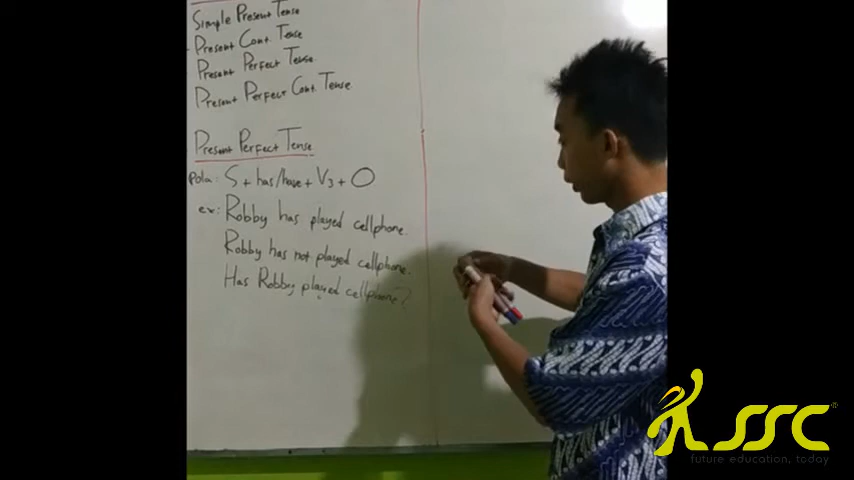 Simple Present Tense
Present Cont. Tense
Present Perfect Tense
Present Perfect Cont. Tense
Present Perfect Tense
Pola: S + has/have + V3 + O
ex: Robby has played cellphone.
Robby has not played cellphone.
Has Robby played cellphone?
SSC
future education, today